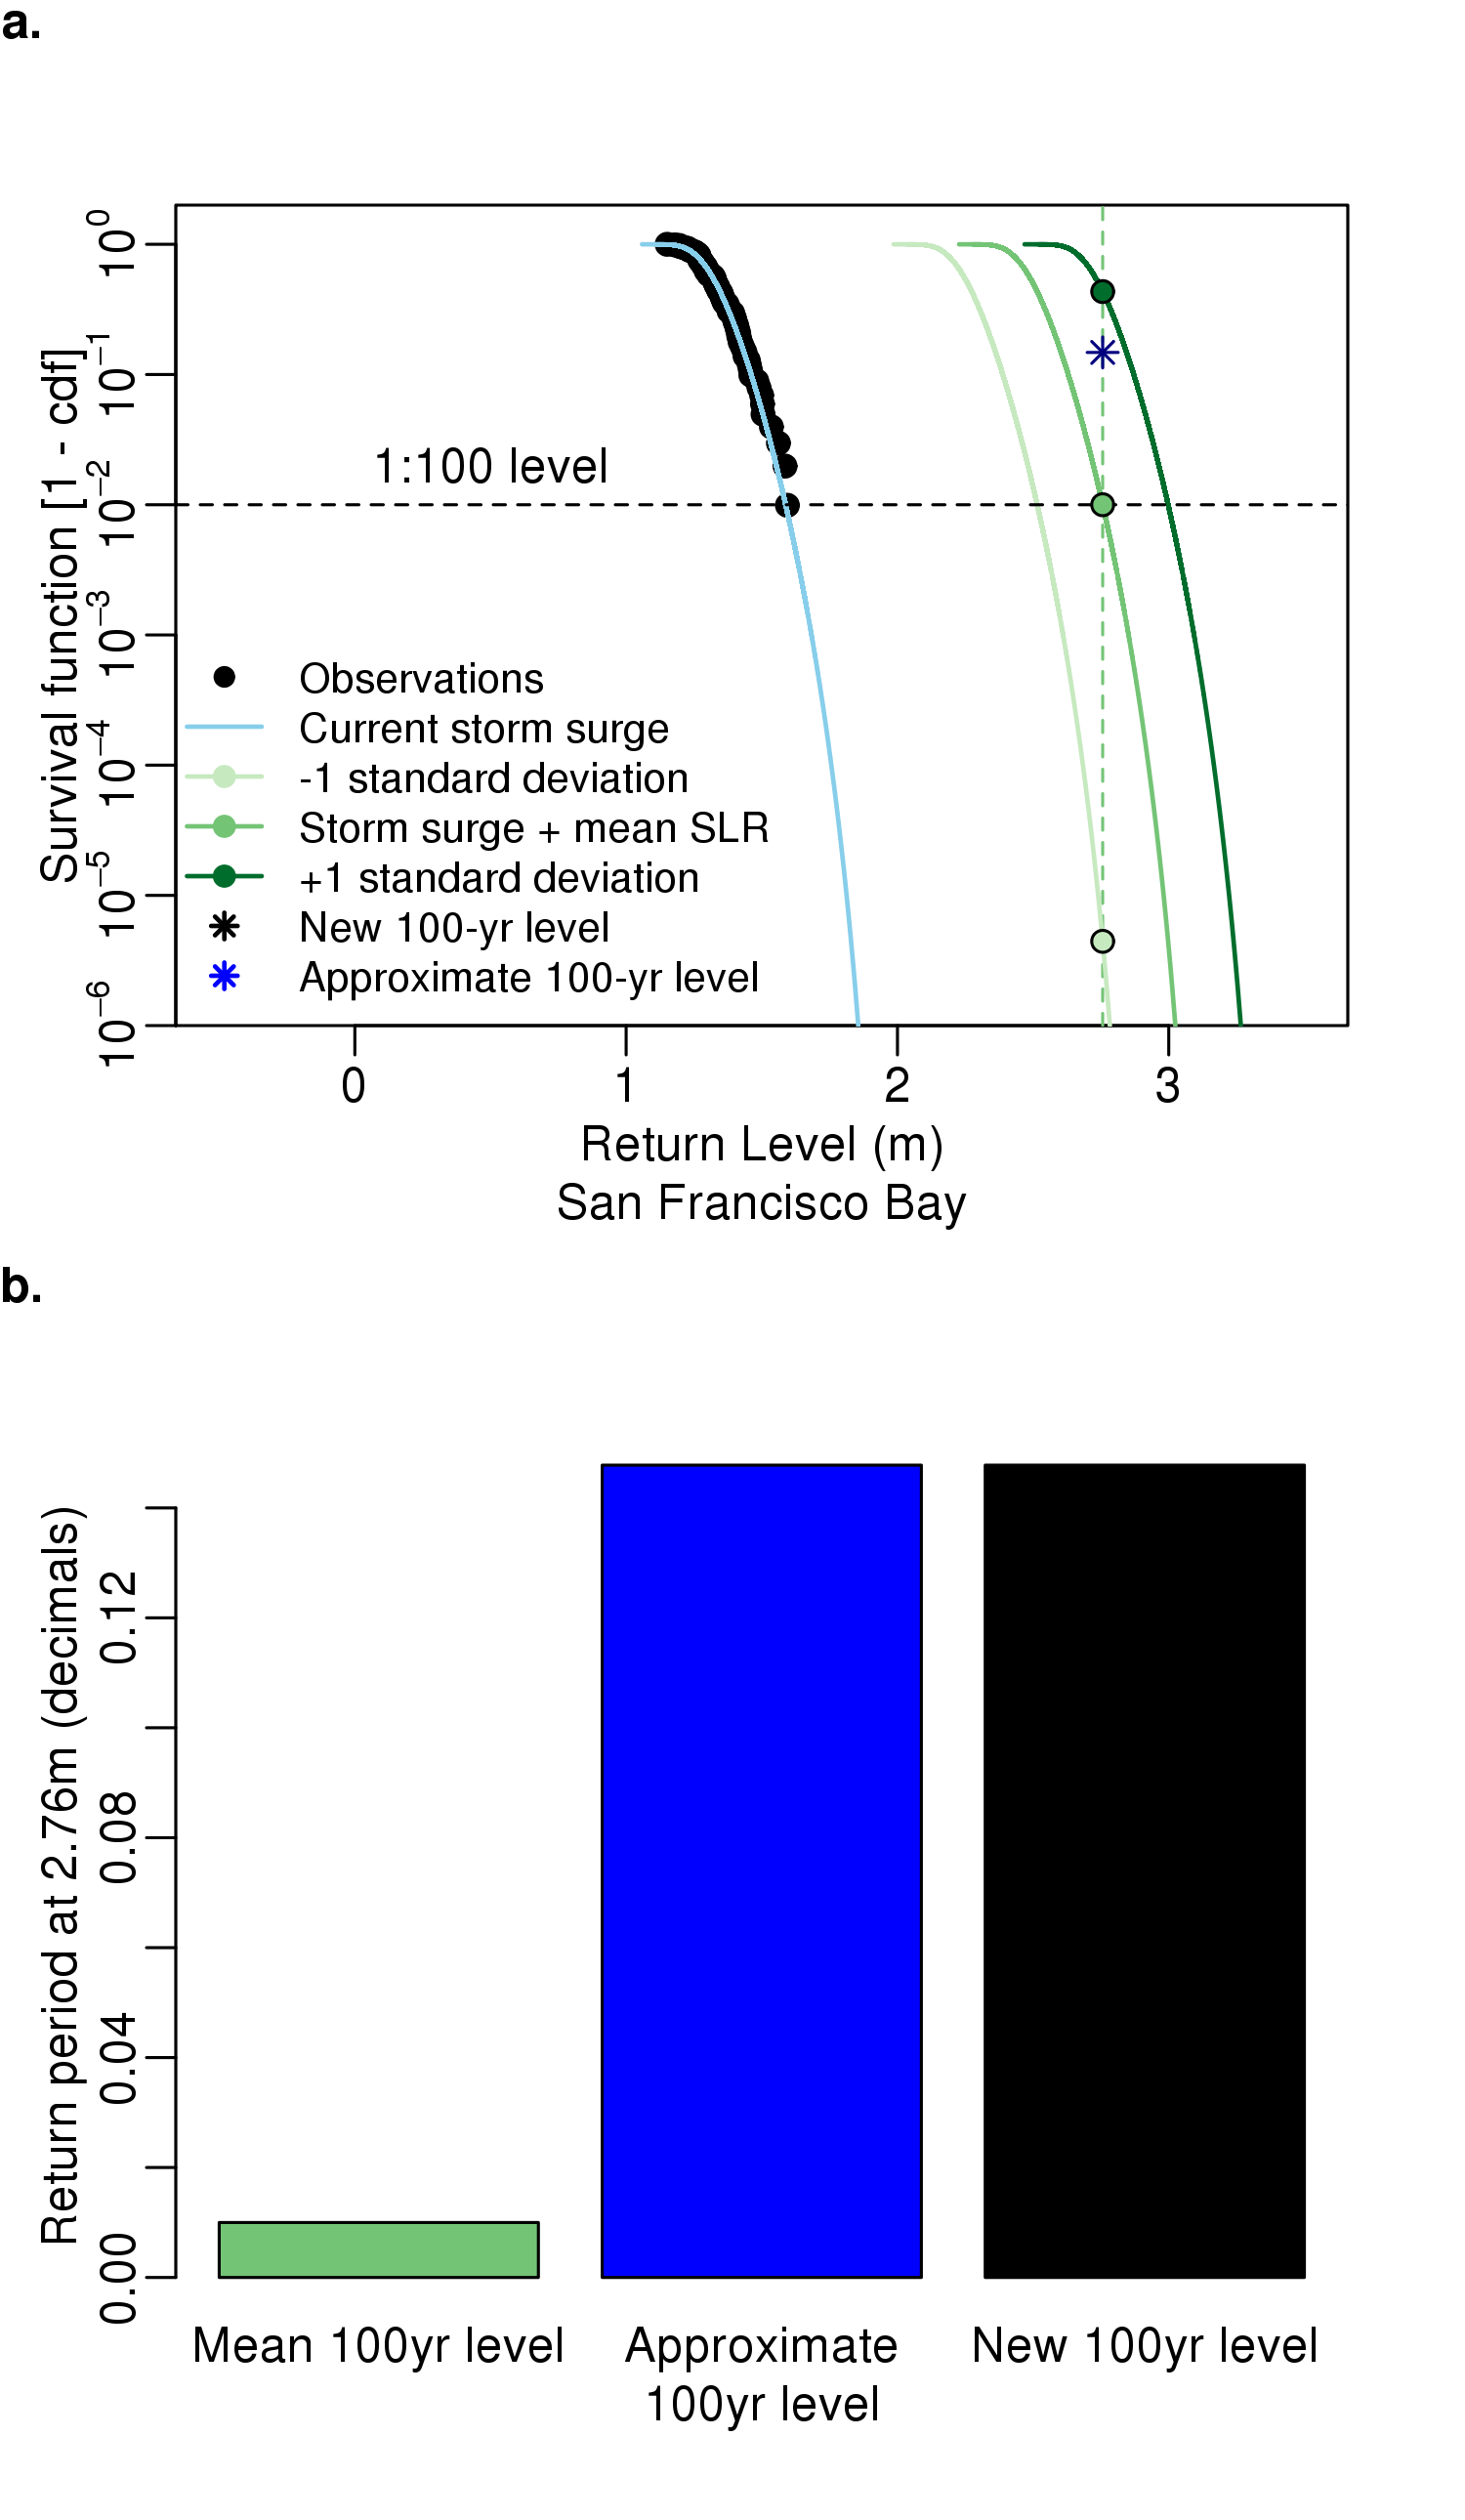 a.
Survival function [1 - cdf]
10^0
10^−1
10^−2
10^−3
10^−4
10^−5
10^−6
1:100 level
Observations
Current storm surge
-1 standard deviation
Storm surge + mean SLR
+1 standard deviation
New 100-yr level
Approximate 100-yr level
0 1 2 3
Return Level (m)
San Francisco Bay
b.
Return period at 2.76m (decimals)
0.12
0.08
0.04
0.00
Mean 100yr level
Approximate
100yr level
New 100yr level